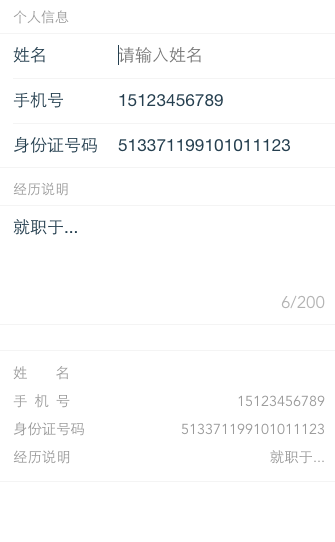 个人信息
姓名 请输入姓名
手机号 15123456789
身份证号码 513371199101011123
经历说明
就职于...
6/200
姓 名
手 机 号 15123456789
身份证号码 513371199101011123
经历说明 就职于...